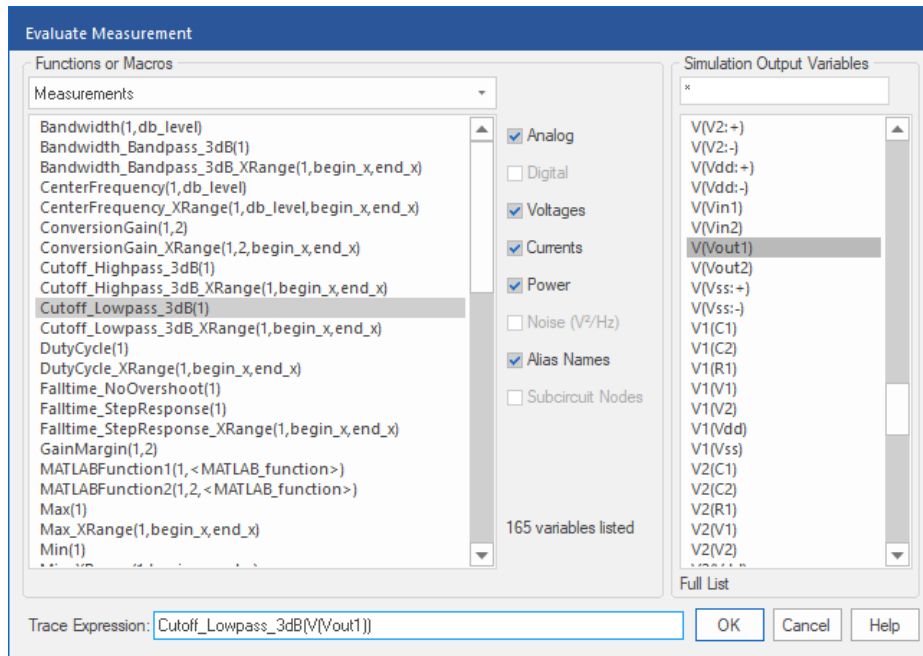 Evaluate Measurement
Functions or Macros
Measurements
Bandwidth(1,db_level)
Bandwidth_Bandpass_3dB(1)
Bandwidth_Bandpass_3dB_XRange(1,begin_x,end_x)
CenterFrequency(1,db_level)
CenterFrequency_XRange(1,db_level,begin_x,end_x)
ConversionGain(1,2)
ConversionGain_XRange(1,2,begin_x,end_x)
Cutoff_Highpass_3dB(1)
Cutoff_Highpass_3dB_XRange(1,begin_x,end_x)
Cutoff_Lowpass_3dB(1)
Cutoff_Lowpass_3dB_XRange(1,begin_x,end_x)
DutyCycle(1)
DutyCycle_XRange(1,begin_x,end_x)
Falltime_NoOvershoot(1)
Falltime_StepResponse(1)
Falltime_StepResponse_XRange(1,begin_x,end_x)
GainMargin(1,2)
MATLABFunction1(1,<MATLAB_function>)
MATLABFunction2(1,2,<MATLAB_function>)
Max(1)
Max_XRange(1,begin_x,end_x)
Min(1)
Analog
Digital
Voltages
Currents
Power
Noise (V²/Hz)
Alias Names
Subcircuit Nodes
165 variables listed
Simulation Output Variables
*
V(V2:+)
V(V2:-)
V(Vdd:+)
V(Vdd:-)
V(Vin1)
V(Vin2)
V(Vout1)
V(Vout2)
V(Vss:+)
V(Vss:-)
V1(C1)
V1(C2)
V1(R1)
V1(V1)
V1(V2)
V1(Vdd)
V1(Vss)
V2(C1)
V2(C2)
V2(R1)
V2(V1)
V2(V2)
Full List
Trace Expression: Cutoff_Lowpass_3dB(V(Vout1))
OK
Cancel
Help